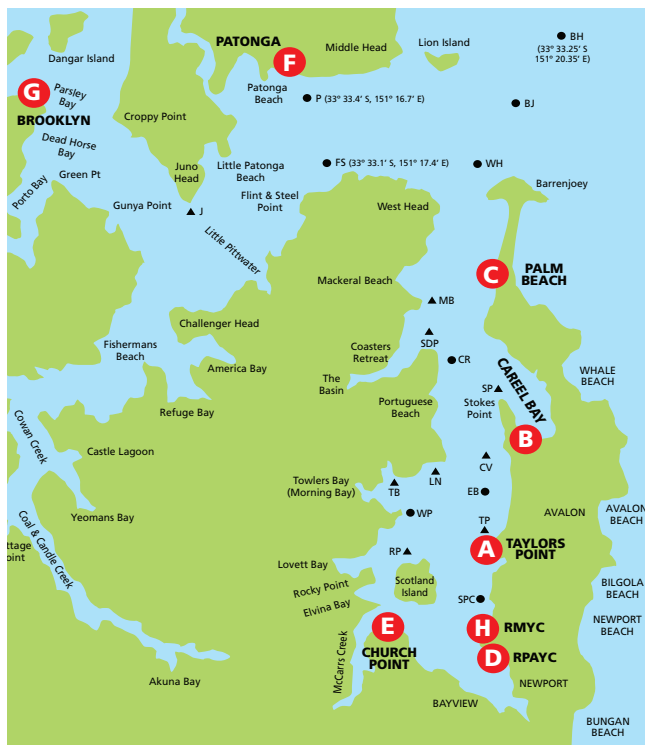 BH
(33° 33.25' S
151° 20.35' E)
PATONGA
F
Middle Head
Lion Island
Dangar Island
G
Parsley
Bay
BROOKLYN
Patonga
Beach
P (33° 33.4' S, 151° 16.7' E)
BJ
Croppy Point
Dead Horse
Bay
Green Pt
Porto Bay
Juno
Head
Little Patonga
Beach
FS (33° 33.1' S, 151° 17.4' E)
WH
Barrenjoey
Gunya Point
J
Flint & Steel
Point
West Head
Little Pittwater
C
PALM
BEACH
Mackeral Beach
MB
Challenger Head
SDP
Fishermans
Beach
Coasters
Retreat
CR
America Bay
The
Basin
CAREEL BAY
WHALE
BEACH
SP
Stokes
Point
Portuguese
Beach
Refuge Bay
Cowan Creek
B
Castle Lagoon
CV
Towlers Bay
(Morning Bay)
TB
LN
EB
Yeomans Bay
WP
TP
AVALON
AVALON
BEACH
Coal & Candle Creek
ttage
oint
A
TAYLORS
POINT
RP
Lovett Bay
Rocky Point
Scotland
Island
BILGOLA
BEACH
Elvina Bay
SPC
E
CHURCH
POINT
H
RMYC
NEWPORT
BEACH
McCarrs Creek
D
RPAYC
Akuna Bay
NEWPORT
BAYVIEW
BUNGAN
BEACH